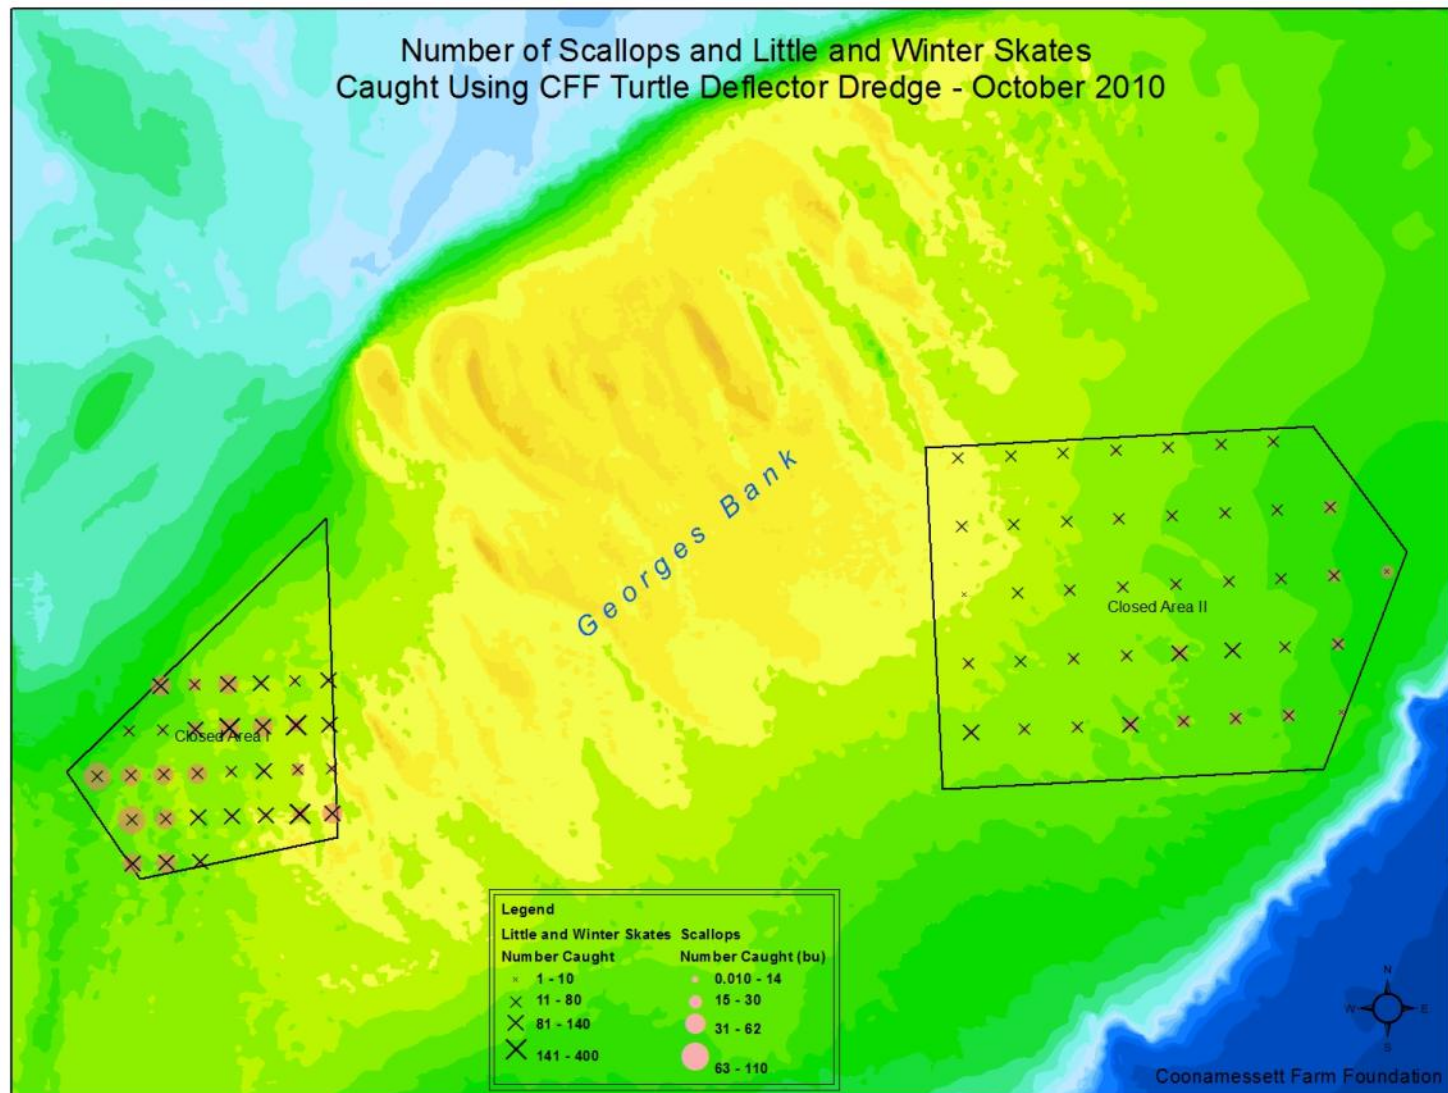 Number of Scallops and Little and Winter Skates
Caught Using CFF Turtle Deflector Dredge - October 2010
Georges Bank
Closed Area II
Closed Area I
Legend
Little and Winter Skates Scallops
Number Caught Number Caught (bu)
1 - 10 0.010 - 14
11 - 80 15 - 30
81 - 140 31 - 62
141 - 400 63 - 110
N
W E
S
Coonamessett Farm Foundation